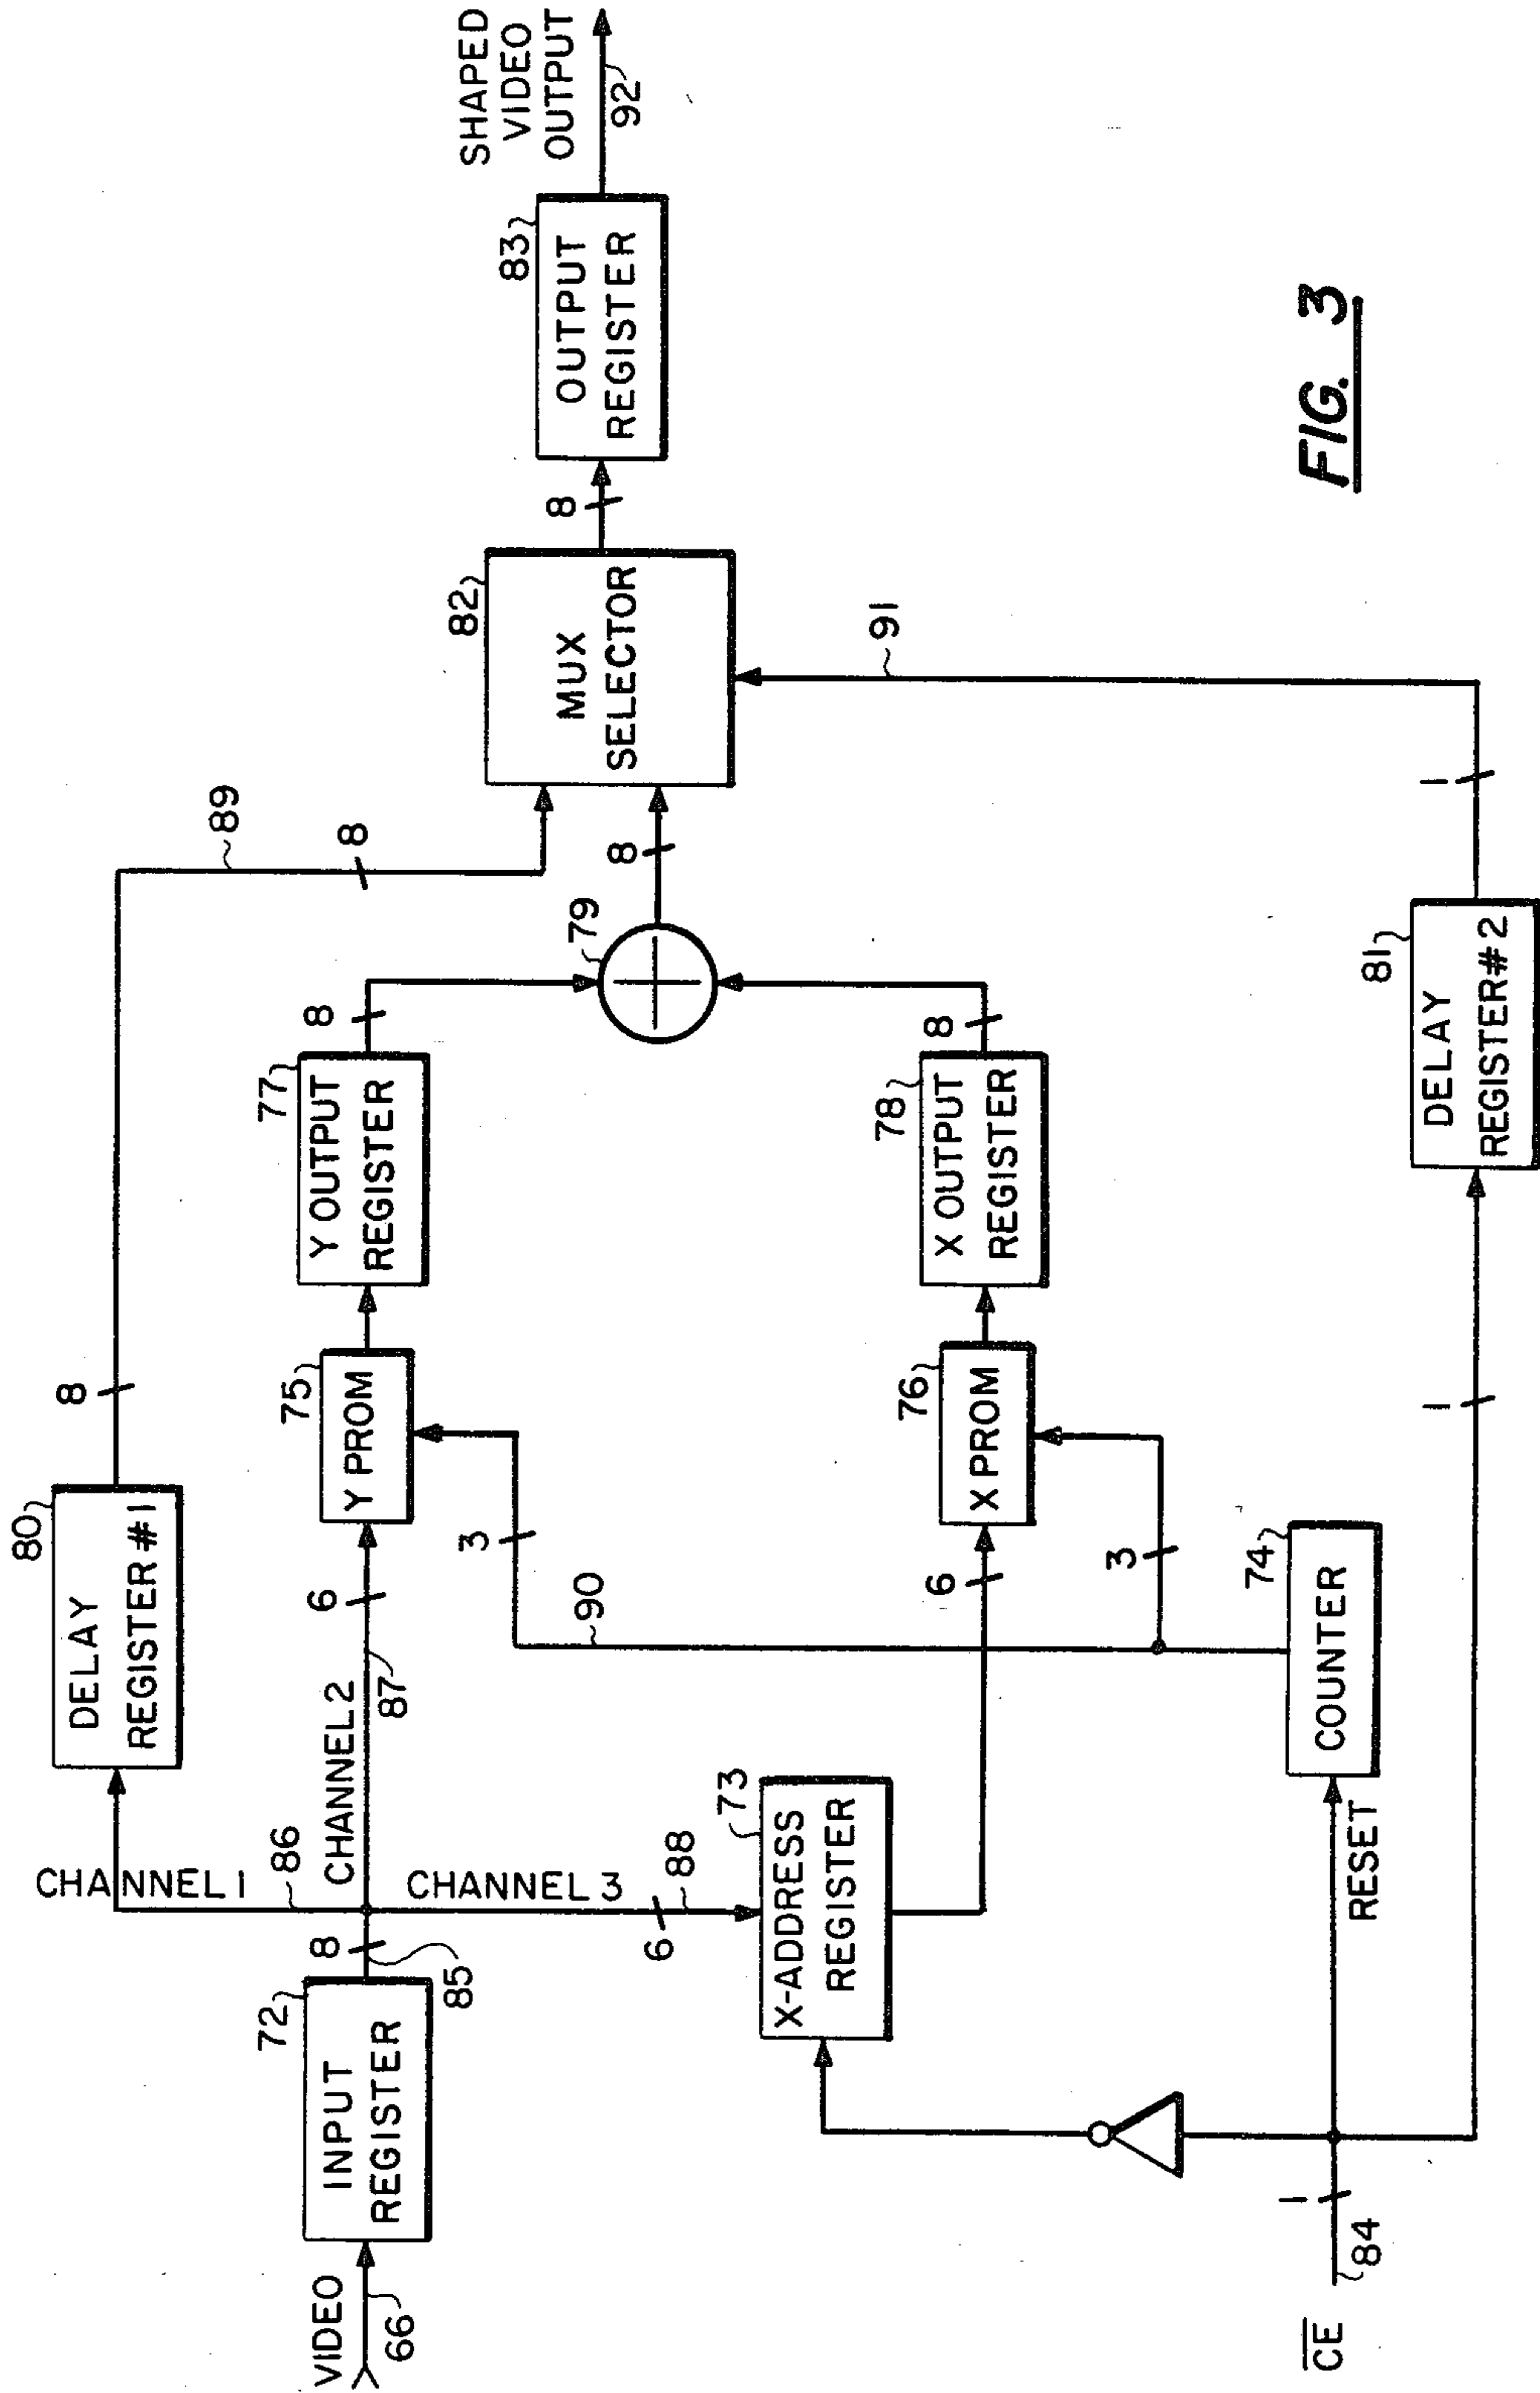 CHANNEL 1
86
80
DELAY
REGISTER #1
8
89
8
VIDEO
66
72
INPUT
REGISTER
8
85
CHANNEL 2
87
6
75
Y PROM
77
Y OUTPUT
REGISTER
8
79
8
82
MUX
SELECTOR
8
83
OUTPUT
REGISTER
SHAPED
VIDEO
OUTPUT
92
CHANNEL 3
6
88
73
X-ADDRESS
REGISTER
90
3
6
76
X PROM
3
78
X OUTPUT
REGISTER
8
91
CE
84
1
RESET
74
COUNTER
1
81
DELAY
REGISTER #2
1
FIG. 3